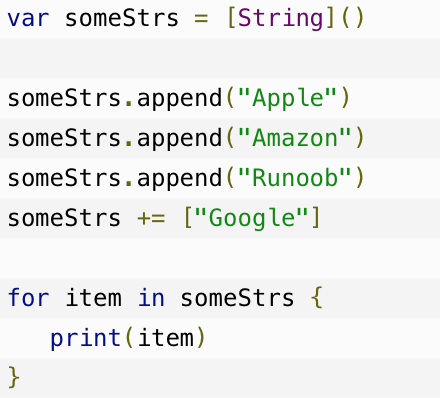 var someStrs = [String]()
someStrs.append("Apple")
someStrs.append("Amazon")
someStrs.append("Runoob")
someStrs += ["Google"]
for item in someStrs {
   print(item)
}